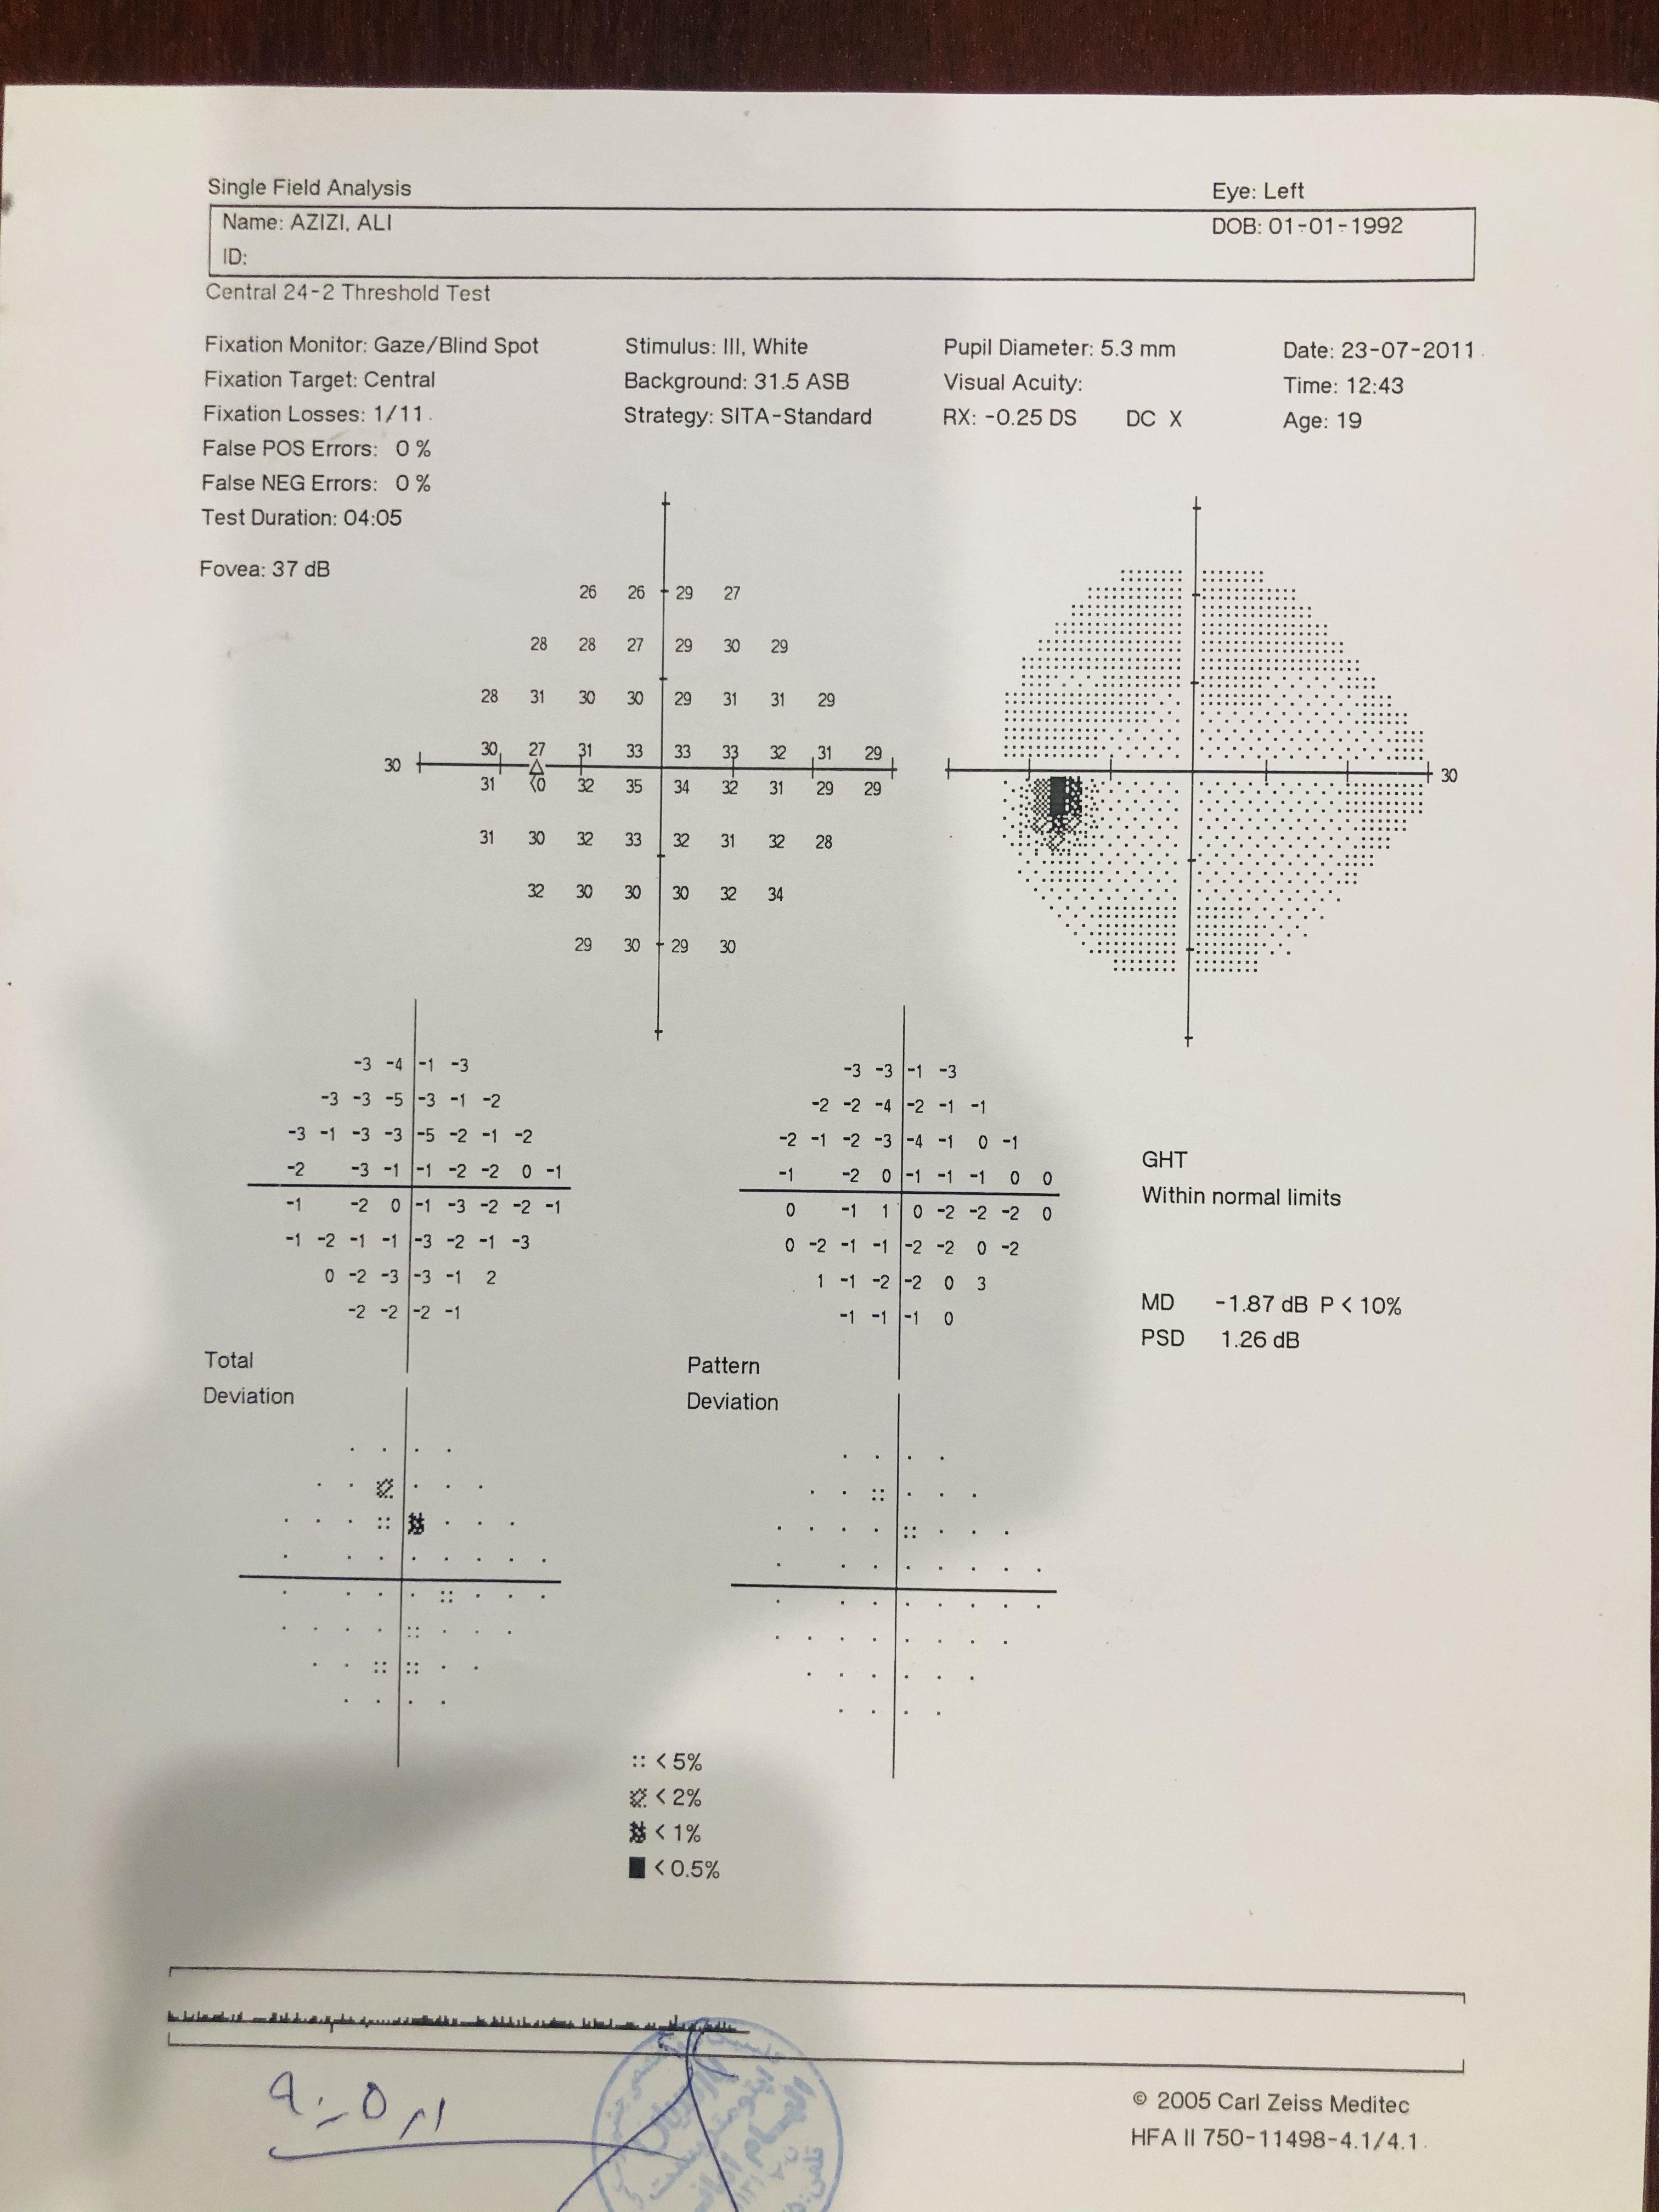 Single Field Analysis
Eye: Left
Name: AZIZI, ALI
DOB: 01-01-1992
ID:
Central 24-2 Threshold Test
Fixation Monitor: Gaze/Blind Spot
Fixation Target: Central
Fixation Losses: 1/11
False POS Errors: 0 %
False NEG Errors: 0 %
Test Duration: 04:05
Fovea: 37 dB
Stimulus: III, White
Background: 31.5 ASB
Strategy: SITA-Standard
Pupil Diameter: 5.3 mm
Visual Acuity:
RX: -0.25 DS DC X
Date: 23-07-2011
Time: 12:43
Age: 19
26 26 29 27
28 28 27 29 30 29
28 31 30 30 29 31 31 29
30 27 31 33 33 33 32 31 29
30
31 <0 32 35 34 32 31 29 29
31 30 32 33 32 31 32 28
32 30 30 30 32 34
29 30 29 30
30
-3 -4 -1 -3
-3 -3 -5 -3 -1 -2
-3 -1 -3 -3 -5 -2 -1 -2
-2 -3 -1 -1 -2 -2 0 -1
-1 -2 0 -1 -3 -2 -2 -1
-1 -2 -1 -1 -3 -2 -1 -3
0 -2 -3 -3 -1 2
-2 -2 -2 -1
Total
Deviation
-3 -3 -1 -3
-2 -2 -4 -2 -1 -1
-2 -1 -2 -3 -4 -1 0 -1
-1 -2 0 -1 -1 -1 0 0
0 -1 1 0 -2 -2 -2 0
0 -2 -1 -1 -2 -2 0 -2
1 -1 -2 -2 0 3
-1 -1 -1 0
Pattern
Deviation
GHT
Within normal limits
MD -1.87 dB P < 10%
PSD 1.26 dB
< 5%
< 2%
< 1%
< 0.5%
© 2005 Carl Zeiss Meditec
HFA II 750-11498-4.1/4.1